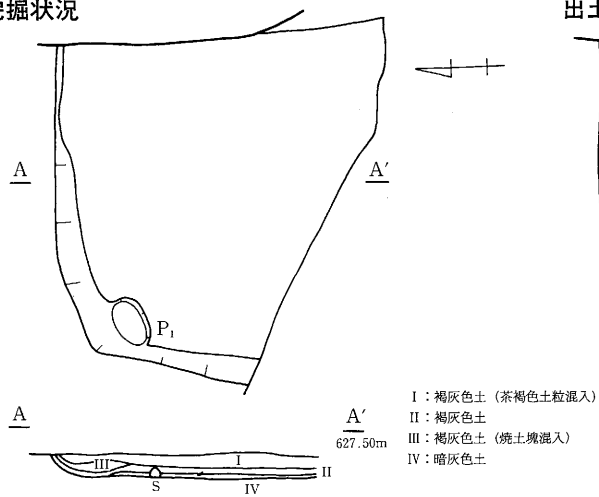 完掘状況
出土
A
A′
P₁
A
A′
627.50m
III
I
II
S
IV
I：褐灰色土（茶褐色土粒混入）
II：褐灰色土
III：褐灰色土（焼土塊混入）
IV：暗灰色土